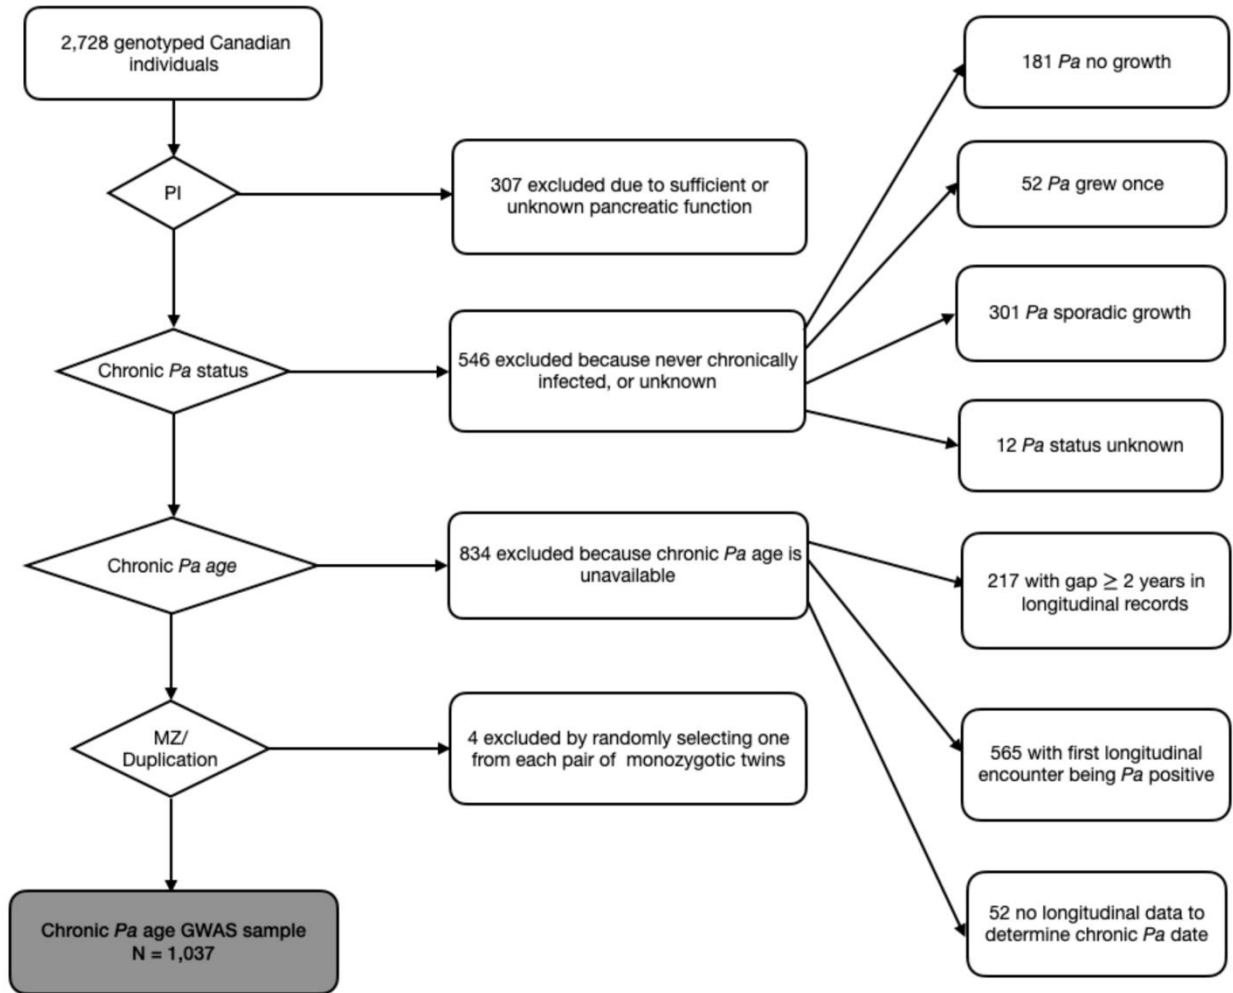 2,728 genotyped Canadian
individuals
PI
307 excluded due to sufficient or
unknown pancreatic function
Chronic Pa status
546 excluded because never chronically
infected, or unknown
181 Pa no growth
52 Pa grew once
301 Pa sporadic growth
12 Pa status unknown
Chronic Pa age
834 excluded because chronic Pa age is
unavailable
217 with gap ≥ 2 years in
longitudinal records
565 with first longitudinal
encounter being Pa positive
52 no longitudinal data to
determine chronic Pa date
MZ/
Duplication
4 excluded by randomly selecting one
from each pair of monozygotic twins
Chronic Pa age GWAS sample
N = 1,037